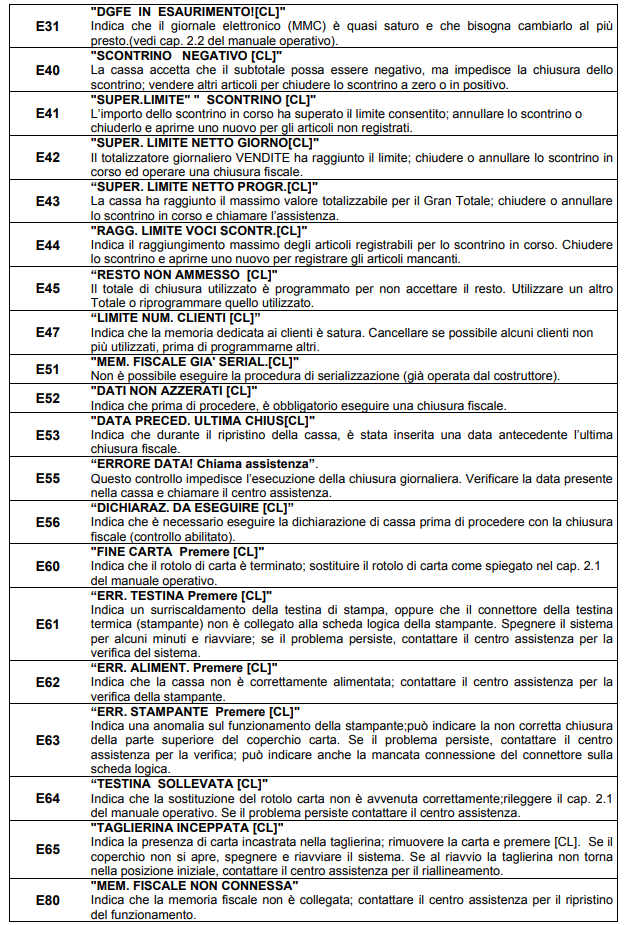 E31
"DGFE IN ESAURIMENTO![CL]"
Indica che il giornale elettronico (MMC) è quasi saturo e che bisogna cambiarlo al più
presto.(vedi cap. 2.2 del manuale operativo).
E40
"SCONTRINO NEGATIVO [CL]"
La cassa accetta che il subtotale possa essere negativo, ma impedisce la chiusura dello
scontrino; vendere altri articoli per chiudere lo scontrino a zero o in positivo.
E41
"SUPER.LIMITE" " SCONTRINO [CL]"
L'importo dello scontrino in corso ha superato il limite consentito; annullare lo scontrino o
chiuderlo e aprirne uno nuovo per gli articoli non registrati.
E42
"SUPER. LIMITE NETTO GIORNO[CL]"
Il totalizzatore giornaliero VENDITE ha raggiunto il limite; chiudere o annullare lo scontrino in
corso ed operare una chiusura fiscale.
E43
“SUPER. LIMITE NETTO PROGR.[CL]"
La cassa ha raggiunto il massimo valore totalizzabile per il Gran Totale; chiudere o annullare
lo scontrino in corso e chiamare l'assistenza.
E44
"RAGG. LIMITE VOCI SCONTR.[CL]"
Indica il raggiungimento massimo degli articoli registrabili per lo scontrino in corso. Chiudere
lo scontrino e aprirne uno nuovo per registrare gli articoli mancanti.
E45
“RESTO NON AMMESSO [CL]"
Il totale di chiusura utilizzato è programmato per non accettare il resto. Utilizzare un altro
Totale o riprogrammare quello utilizzato.
E47
“LIMITE NUM. CLIENTI [CL]”
Indica che la memoria dedicata ai clienti è satura. Cancellare se possibile alcuni clienti non
più utilizzati, prima di programmarne altri.
E51
"MEM. FISCALE GIA' SERIAL.[CL]"
Non è possibile eseguire la procedura di serializzazione (già operata dal costruttore).
E52
"DATI NON AZZERATI [CL]"
Indica che prima di procedere, è obbligatorio eseguire una chiusura fiscale.
E53
"DATA PRECED. ULTIMA CHIUS[CL]"
Indica che durante il ripristino della cassa, è stata inserita una data antecedente l'ultima
chiusura fiscale.
E55
“ERRORE DATA! Chiama assistenza”.
Questo controllo impedisce l'esecuzione della chiusura giornaliera. Verificare la data presente
nella cassa e chiamare il centro assistenza.
E56
“DICHIARAZ. DA ESEGUIRE [CL]”
Indica che è necessario eseguire la dichiarazione di cassa prima di procedere con la chiusura
fiscale (controllo abilitato).
E60
"FINE CARTA Premere [CL]"
Indica che il rotolo di carta è terminato; sostituire il rotolo di carta come spiegato nel cap. 2.1
del manuale operativo.
E61
“ERR. TESTINA Premere [CL]"
Indica un surriscaldamento della testina di stampa, oppure che il connettore della testina
termica (stampante) non è collegato alla scheda logica della stampante. Spegnere il sistema
per alcuni minuti e riavviare; se il problema persiste, contattare il centro assistenza per la
verifica del sistema.
E62
“ERR. ALIMENT. Premere [CL]"
Indica che la cassa non è correttamente alimentata; contattare il centro assistenza per la
verifica della stampante.
E63
“ERR. STAMPANTE Premere [CL]"
Indica una anomalia sul funzionamento della stampante;può indicare la non corretta chiusura
della parte superiore del coperchio carta. Se il problema persiste, contattare il centro
assistenza per la verifica; può indicare anche la mancata connessione del connettore sulla
scheda logica.
E64
“TESTINA SOLLEVATA [CL]"
Indica che la sostituzione del rotolo carta non è avvenuta correttamente;rileggere il cap. 2.1
del manuale operativo. Se il problema persiste contattare il centro assistenza.
E65
"TAGLIERINA INCEPPATA [CL]"
Indica la presenza di carta incastrata nella taglierina; rimuovere la carta e premere [CL]. Se il
coperchio non si apre, spegnere e riavviare il sistema. Se al riavvio la taglierina non torna
nella posizione iniziale, contattare il centro assistenza per il riallineamento.
E80
"MEM. FISCALE NON CONNESSA"
Indica che la memoria fiscale non è collegata; contattare il centro assistenza per il ripristino
del funzionamento.